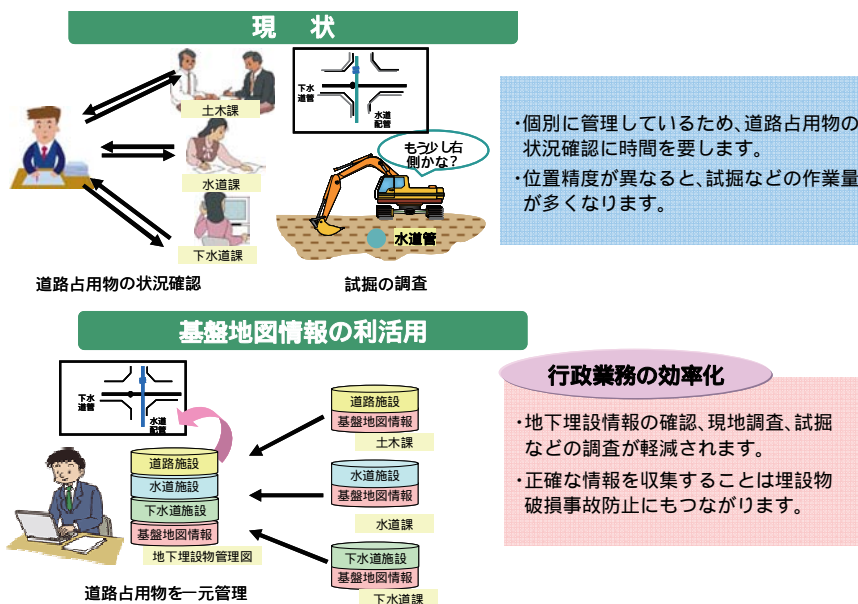 現 状
土木課
水道課
下水道課
道路占用物の状況確認
下水
道管
水道
配管
もう少し右
側かな?
水道管
試掘の調査
・個別に管理しているため、道路占用物の
状況確認に時間を要します。
・位置精度が異なると、試掘などの作業量
が多くなります。
基盤地図情報の利活用
下水
道管
水道
配管
道路施設
水道施設
下水道施設
基盤地図情報
地下埋設物管理図
道路占用物を一元管理
道路施設
基盤地図情報
土木課
水道施設
基盤地図情報
水道課
下水道施設
基盤地図情報
下水道課
行政業務の効率化
・地下埋設情報の確認、現地調査、試掘
などの調査が軽減されます。
・正確な情報を収集することは埋設物
破損事故防止にもつながります。